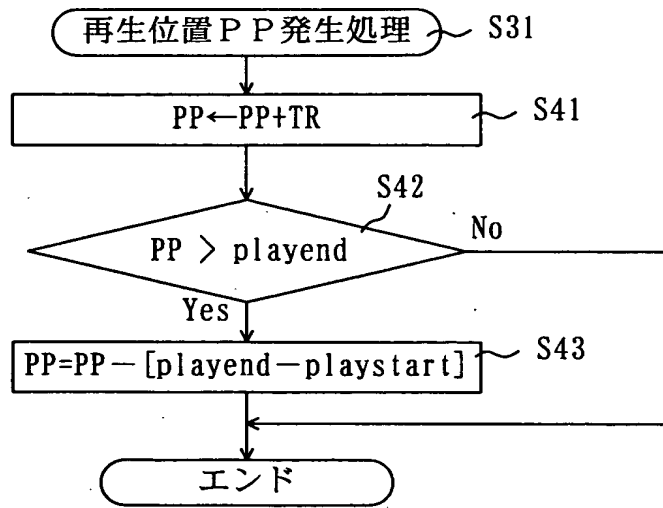 再生位置ＰＰ発生処理
S31
PP←PP+TR
S41
S42
PP > playend
No
Yes
PP=PP－[playend－playstart]
S43
エンド